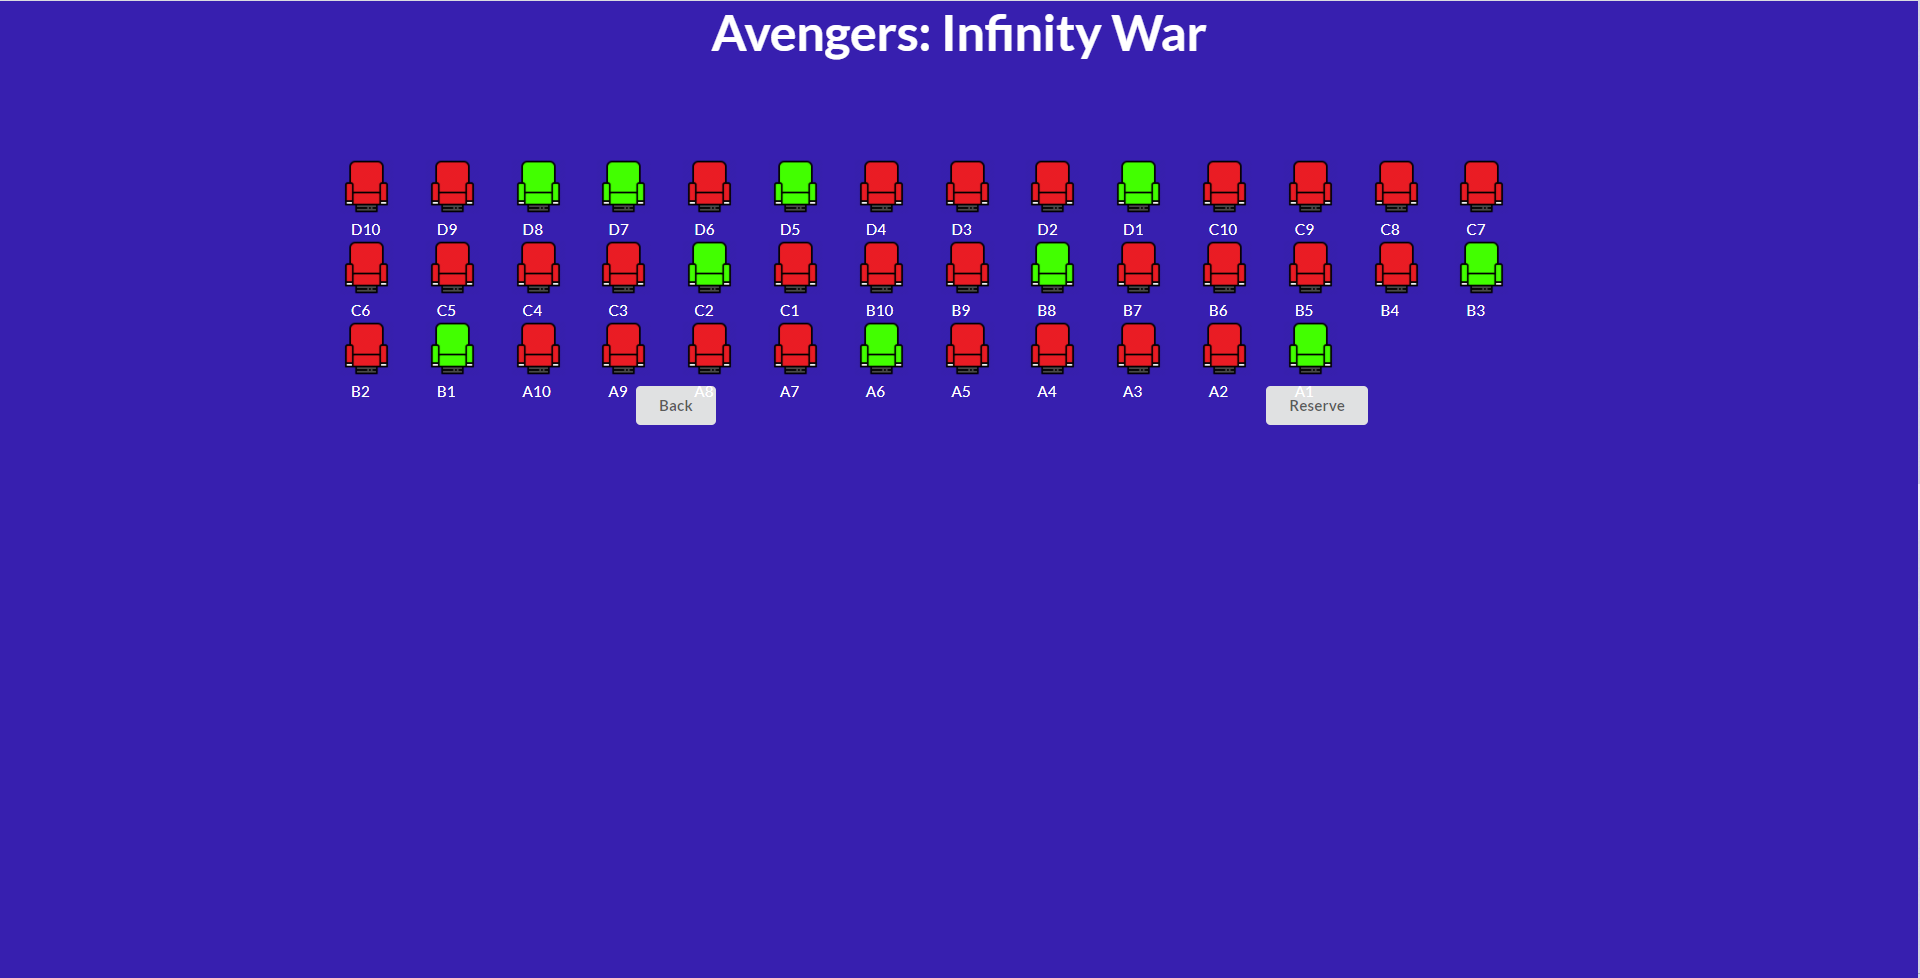 Avengers: Infinity War
D10 D9 D8 D7 D6 D5 D4 D3 D2 D1 C10 C9 C8 C7
C6 C5 C4 C3 C2 C1 B10 B9 B8 B7 B6 B5 B4 B3
B2 B1 A10 A9 A8 A7 A6 A5 A4 A3 A2 A1
Back Reserve